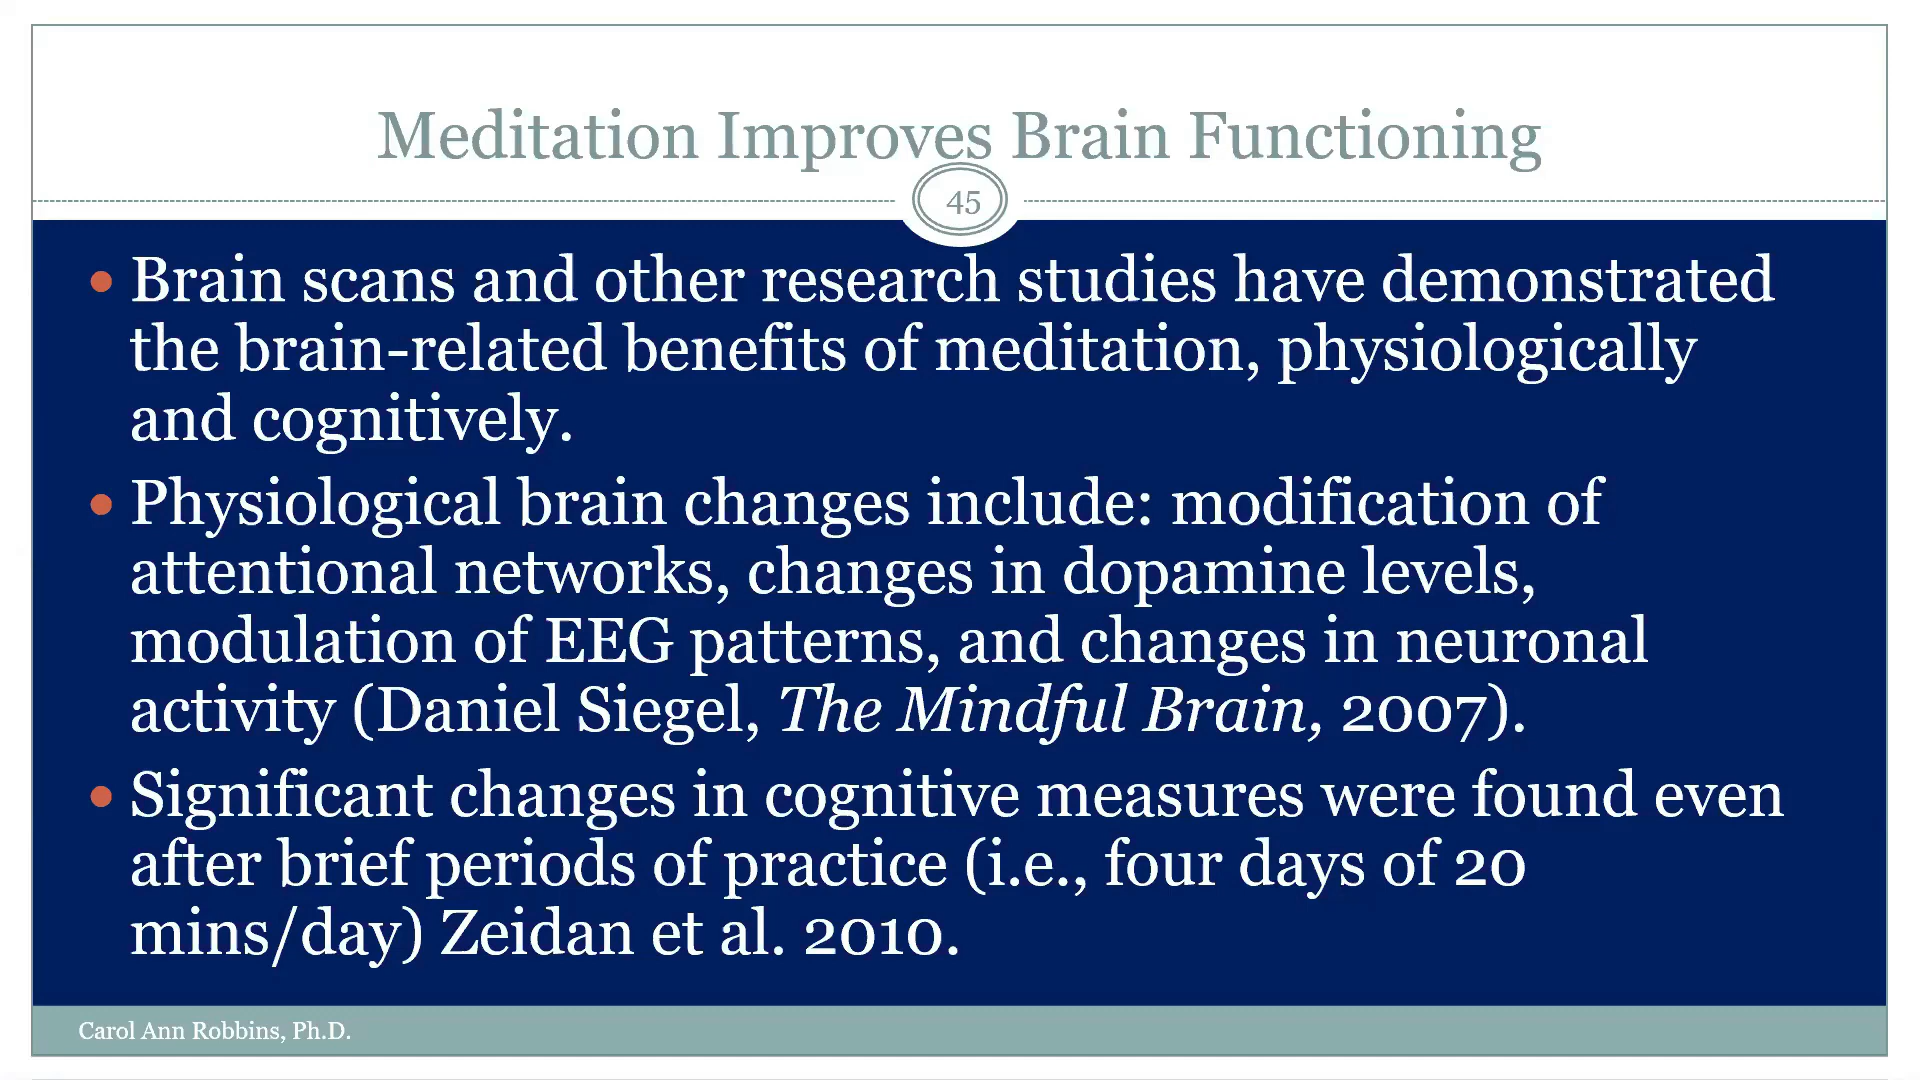 Meditation Improves Brain Functioning
45
• Brain scans and other research studies have demonstrated
the brain-related benefits of meditation, physiologically
and cognitively.
• Physiological brain changes include: modification of
attentional networks, changes in dopamine levels,
modulation of EEG patterns, and changes in neuronal
activity (Daniel Siegel, The Mindful Brain, 2007).
• Significant changes in cognitive measures were found even
after brief periods of practice (i.e., four days of 20
mins/day) Zeidan et al. 2010.
Carol Ann Robbins, Ph.D.